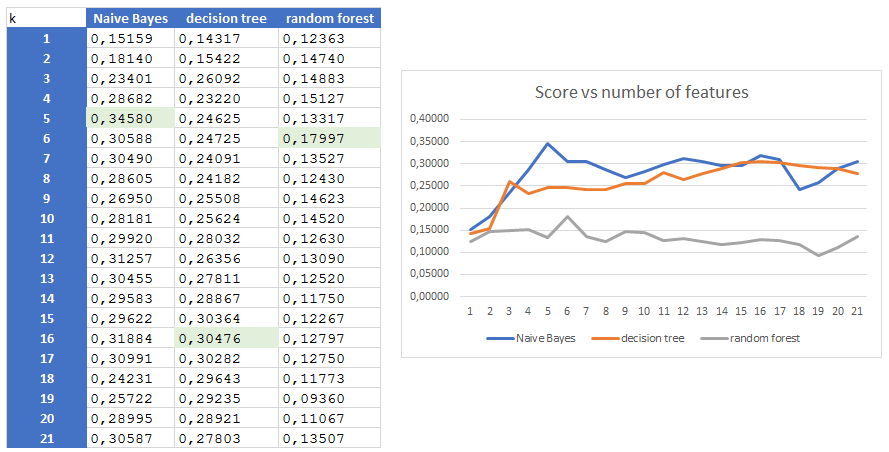 k Naive Bayes decision tree random forest
1 0,15159 0,14317 0,12363
2 0,18140 0,15422 0,14740
3 0,23401 0,26092 0,14883
4 0,28682 0,23220 0,15127
5 0,34580 0,24625 0,13317
6 0,30588 0,24725 0,17997
7 0,30490 0,24091 0,13527
8 0,28605 0,24182 0,12430
9 0,26950 0,25508 0,14623
10 0,28181 0,25624 0,14520
11 0,29920 0,28032 0,12630
12 0,31257 0,26356 0,13090
13 0,30455 0,27811 0,12520
14 0,29583 0,28867 0,11750
15 0,29622 0,30364 0,12267
16 0,31884 0,30476 0,12797
17 0,30991 0,30282 0,12750
18 0,24231 0,29643 0,11773
19 0,25722 0,29235 0,09360
20 0,28995 0,28921 0,11067
21 0,30587 0,27803 0,13507
Score vs number of features
0,40000
0,35000
0,30000
0,25000
0,20000
0,15000
0,10000
0,05000
0,00000
1 2 3 4 5 6 7 8 9 10 11 12 13 14 15 16 17 18 19 20 21
Naive Bayes decision tree random forest